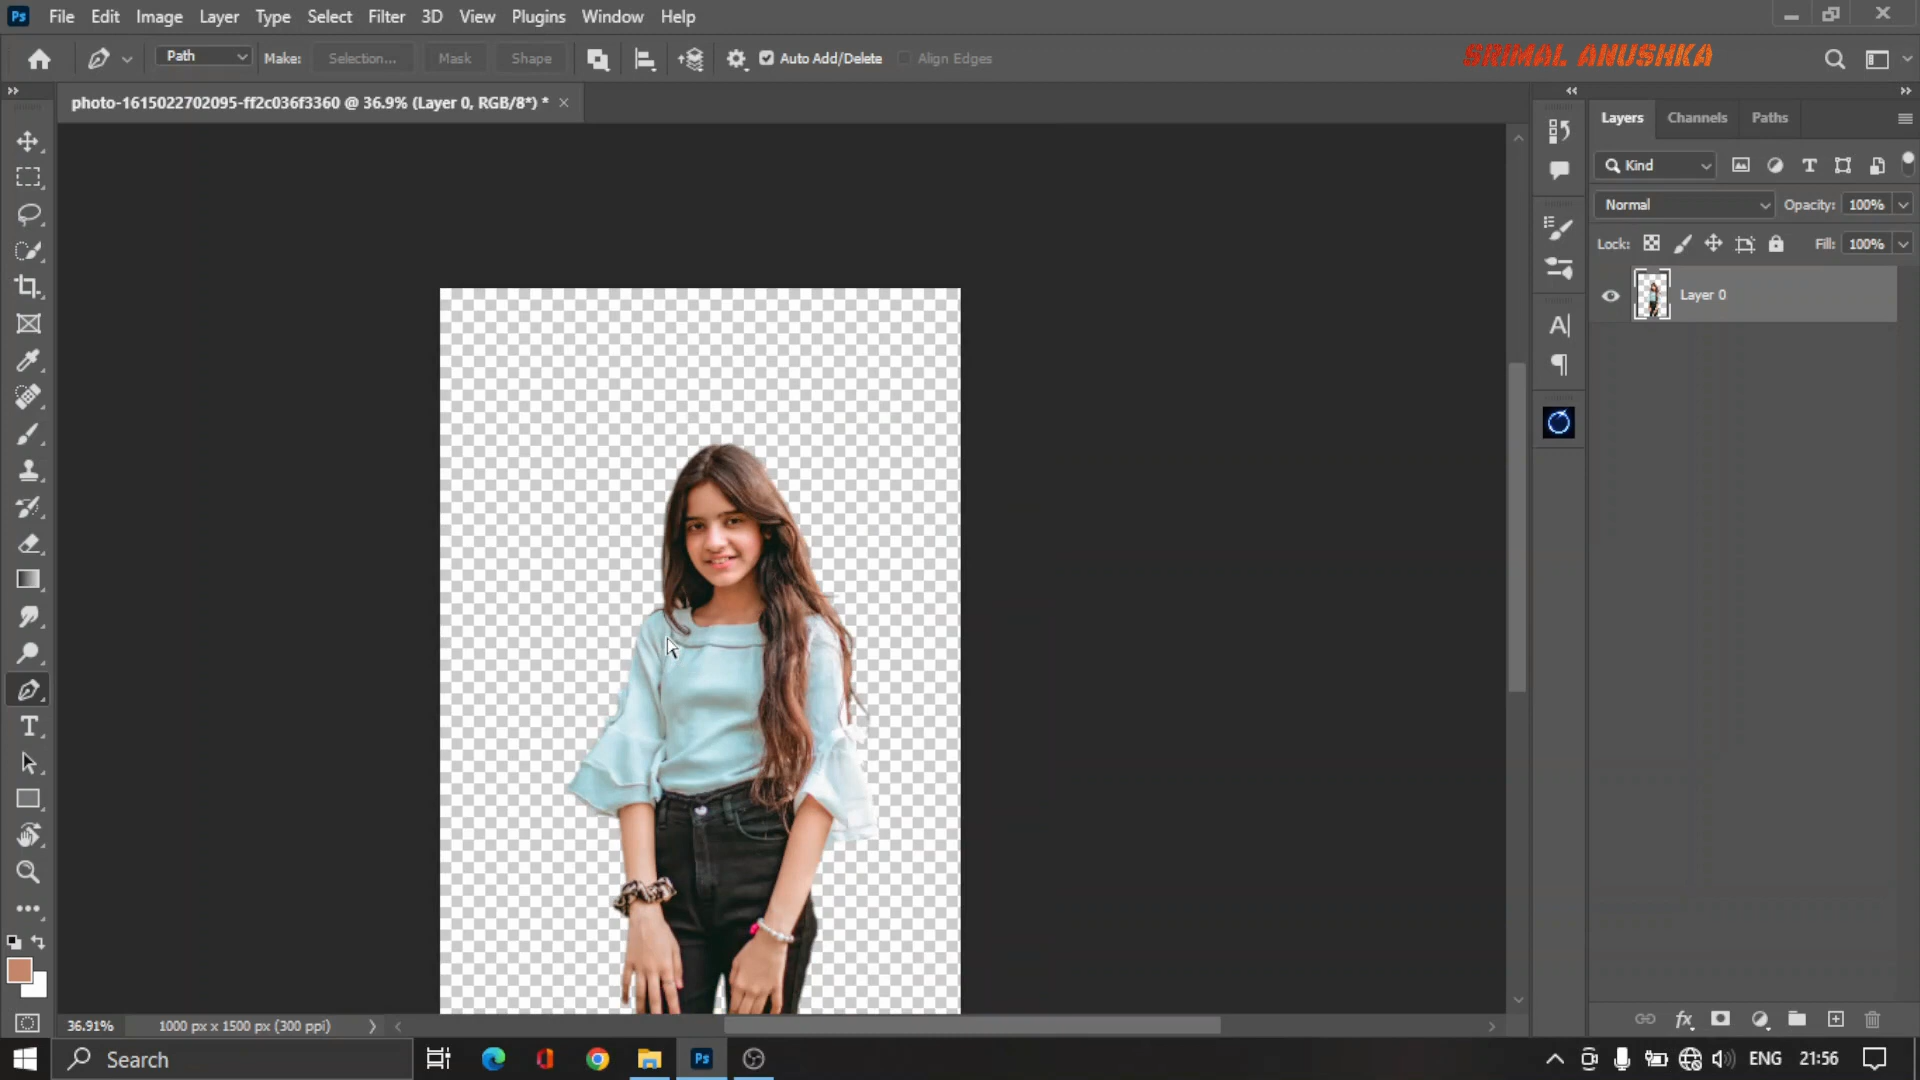 Ps File Edit Image Layer Type Select Filter 3D View Plugins Window Help
Path Make: Selection... Mask Shape Auto Add/Delete Align Edges
SRIMAL ANUSHKA
photo-1615022702095-ff2c036f3360 @ 36.9% (Layer 0, RGB/8*) *
Layers Channels Paths
Kind
Normal Opacity: 100%
Lock: Fill: 100%
Layer 0
36.91% 1000 px x 1500 px (300 ppi)
Search Ps ENG 21:56